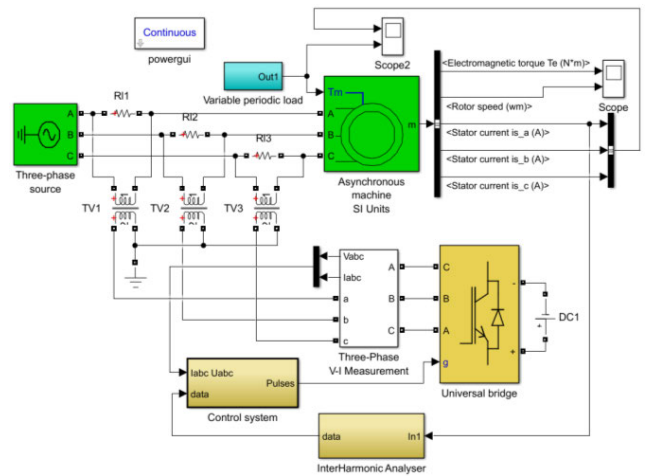 Continuous
powergui
Out1
Variable periodic load
Scope2
<Electromagnetic torque Te (N*m)>
Scope
<Rotor speed (wm)>
<Stator current is_a (A)>
<Stator current is_b (A)>
<Stator current is_c (A)>
Tm
A
B
C
m
Asynchronous
machine
SI Units
A
B
C
Three-phase
source
Rl1
Rl2
Rl3
TV1
TV2
TV3
Vabc
Iabc
a
b
c
A
B
C
Three-Phase
V-I Measurement
C
B
A
g
-
+
Universal bridge
DC1
+
Iabc Uabc
data
Pulses
Control system
data
In1
InterHarmonic Analyser